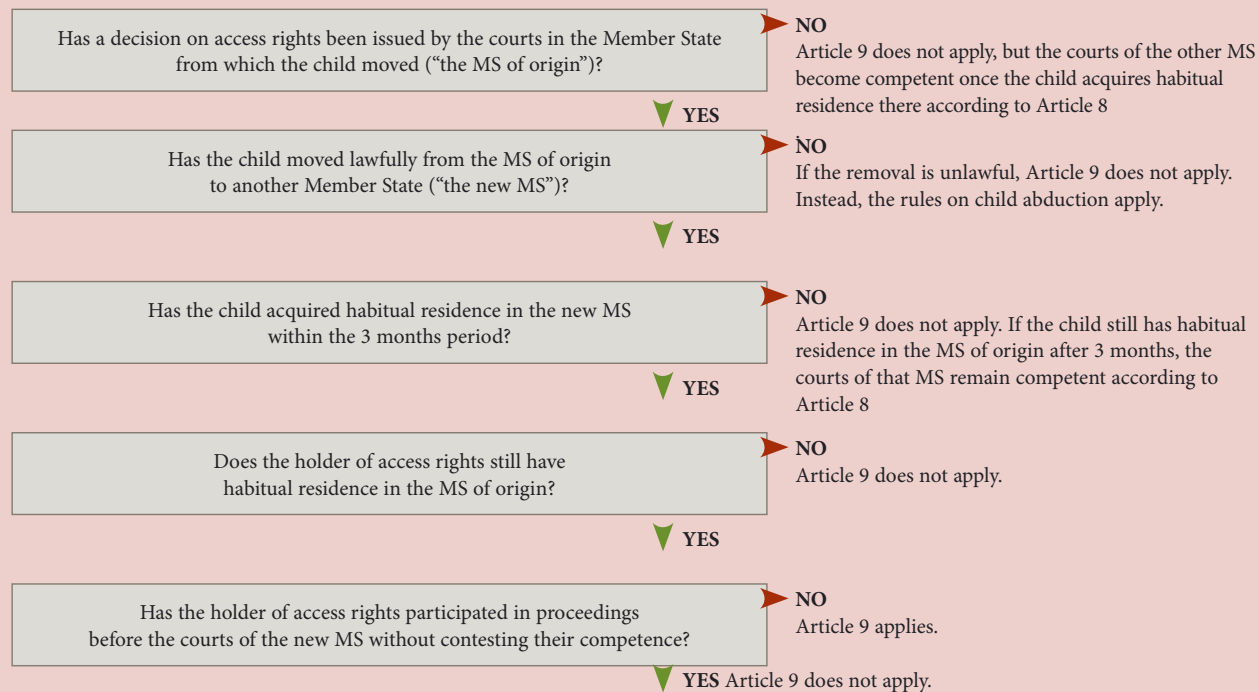 Has a decision on access rights been issued by the courts in the Member State
from which the child moved (“the MS of origin”)?
NO
Article 9 does not apply, but the courts of the other MS
become competent once the child acquires habitual
residence there according to Article 8
YES
Has the child moved lawfully from the MS of origin
to another Member State (“the new MS”)?
NO
If the removal is unlawful, Article 9 does not apply.
Instead, the rules on child abduction apply.
YES
Has the child acquired habitual residence in the new MS
within the 3 months period?
NO
Article 9 does not apply. If the child still has habitual
residence in the MS of origin after 3 months, the
courts of that MS remain competent according to
Article 8
YES
Does the holder of access rights still have
habitual residence in the MS of origin?
NO
Article 9 does not apply.
YES
Has the holder of access rights participated in proceedings
before the courts of the new MS without contesting their competence?
NO
Article 9 applies.
YES Article 9 does not apply.